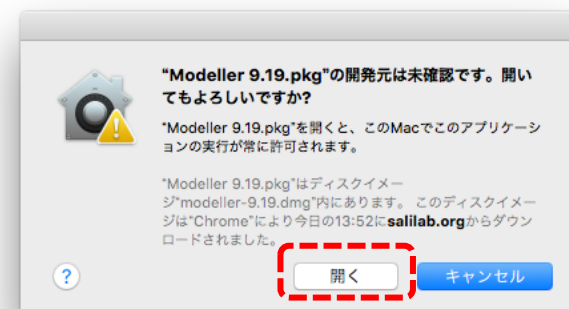 "Modeller 9.19.pkg"の開発元は未確認です。開い
てもよろしいですか?
"Modeller 9.19.pkg"を開くと、このMacでこのアプリケーシ
ョンの実行が常に許可されます。
"Modeller 9.19.pkg"はディスクイメー
ジ"modeller-9.19.dmg"内にあります。 このディスクイメー
ジは"Chrome"により今日の13:52にsalilab.orgからダウン
ロードされました。
?
開く
キャンセル